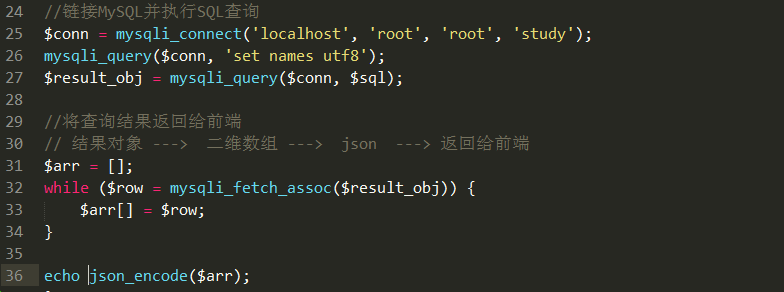 24 //链接MySQL并执行SQL查询
25 $conn = mysqli_connect('localhost', 'root', 'root', 'study');
26 mysqli_query($conn, 'set names utf8');
27 $result_obj = mysqli_query($conn, $sql);
28
29 //将查询结果返回给前端
30 // 结果对象 ---> 二维数组 ---> json ---> 返回给前端
31 $arr = [];
32 while ($row = mysqli_fetch_assoc($result_obj)) {
33     $arr[] = $row;
34 }
35
36 echo json_encode($arr);